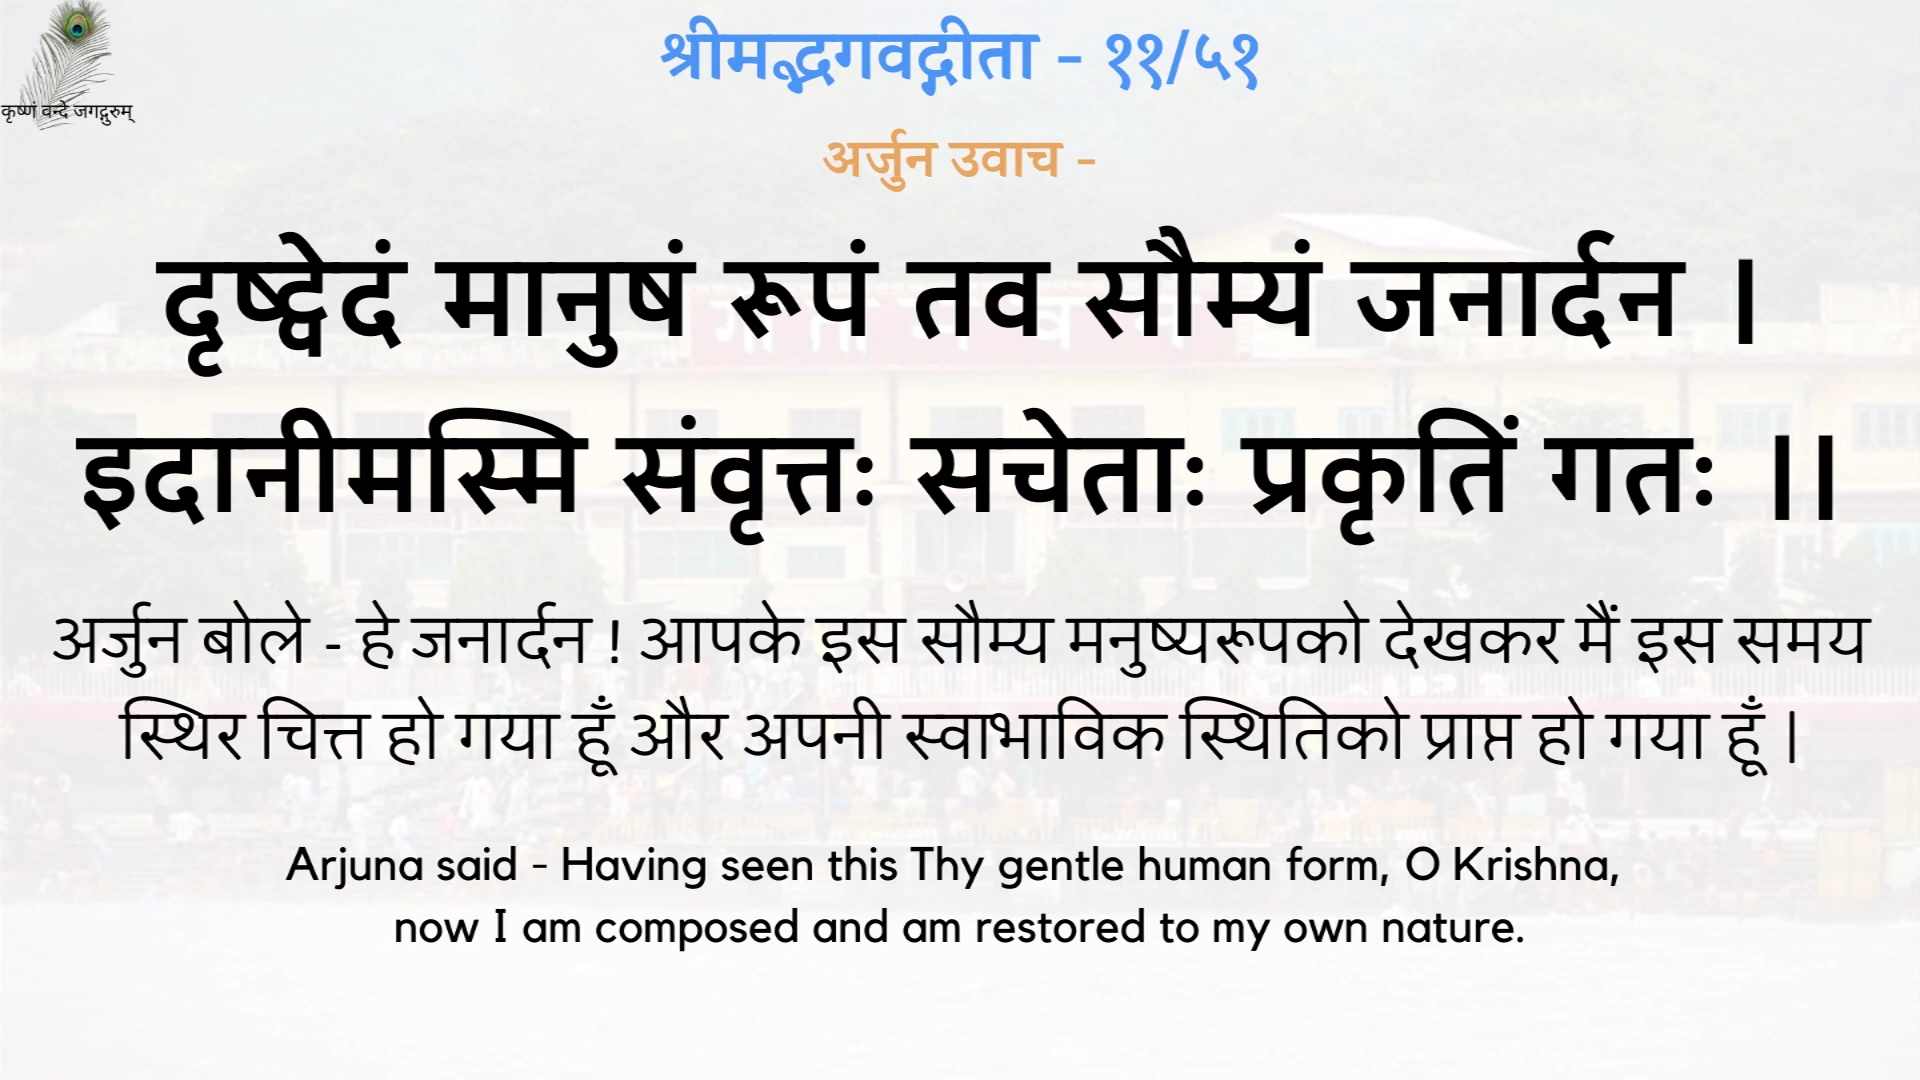 कृष्णं वन्दे जगद्गुरुम्
श्रीमद्भगवद्गीता - ११/५१
अर्जुन उवाच -
दृष्ट्वेदं मानुषं रूपं तव सौम्यं जनार्दन ।
इदानीमस्मि संवृत्तः सचेताः प्रकृतिं गतः ।।
अर्जुन बोले - हे जनार्दन ! आपके इस सौम्य मनुष्यरूपको देखकर मैं इस समय
स्थिर चित्त हो गया हूँ और अपनी स्वाभाविक स्थितिको प्राप्त हो गया हूँ |
Arjuna said - Having seen this Thy gentle human form, O Krishna,
now I am composed and am restored to my own nature.